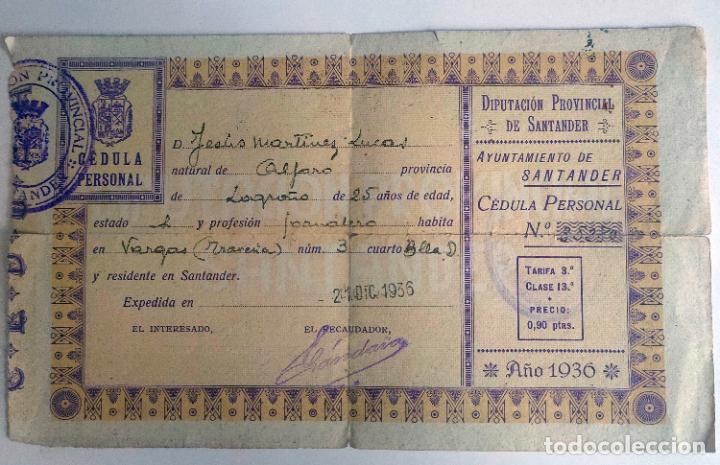 CÉDULA
PERSONAL
D. Jesús Martínez Lucas
natural de Alfaro provincia
de Logroño de 25 años de edad,
estado y profesión jornalero habita
en Vargas (Travesía) núm. 3 cuarto D
y residente en Santander.
Expedida en 21 DIC 1936
EL INTERESADO,
EL RECAUDADOR,
DIPUTACIÓN PROVINCIAL
DE SANTANDER
AYUNTAMIENTO DE
SANTANDER
CÉDULA PERSONAL
N.º
TARIFA 3.ª
CLASE 13.ª
PRECIO:
0,90 ptas.
Año 1936
todocoleccion